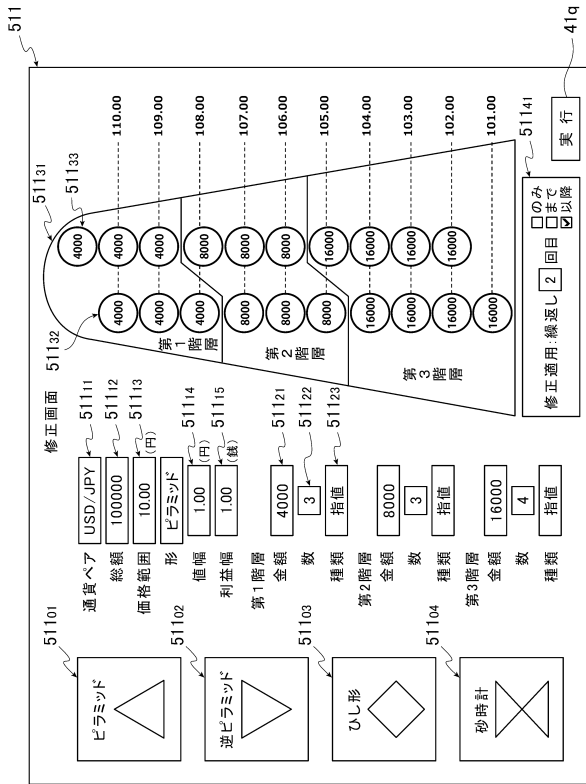 511
修正画面
51101
ピラミッド
51102
逆ピラミッド
51103
ひし形
51104
砂時計
通貨ペア USD/JPY 51111
総額 100000 51112
価格範囲 10.00 (円) 51113
形 ピラミッド
値幅 1.00 (円) 51114
利益幅 1.00 (銭) 51115
第1階層
金額 4000 51121
数 3 51122
種類 指値 51123
第2階層
金額 8000
数 3
種類 指値
第3階層
金額 16000
数 4
種類 指値
51131
51132
51133
4000
4000 4000 110.00
4000 4000 109.00
4000 8000 108.00
第1階層
8000 8000 107.00
8000 8000 106.00
8000 16000 105.00
第2階層
16000 16000 104.00
16000 16000 103.00
16000 16000 102.00
16000 101.00
第3階層
51141
修正適用:繰返し 2 回目
のみ
まで
以降
実行
41q